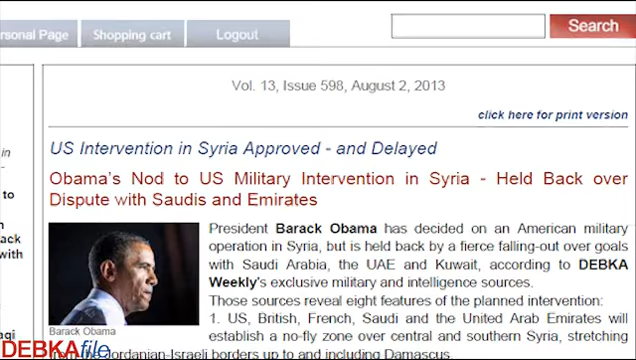 ersonal Page
Shopping cart
Logout
Search
Vol. 13, Issue 598, August 2, 2013
click here for print version
US Intervention in Syria Approved - and Delayed
Obama's Nod to US Military Intervention in Syria - Held Back over
Dispute with Saudis and Emirates
President Barack Obama has decided on an American military
operation in Syria, but is held back by a fierce falling-out over goals
with Saudi Arabia, the UAE and Kuwait, according to DEBKA
Weekly's exclusive military and intelligence sources.
Those sources reveal eight features of the planned intervention:
1. US, British, French, Saudi and the United Arab Emirates will
establish a no-fly zone over central and southern Syria, stretching
from the Jordanian-Israeli borders up to and including Damascus.
Barack Obama
in
to
ack
with
aqi
DEBKAfile